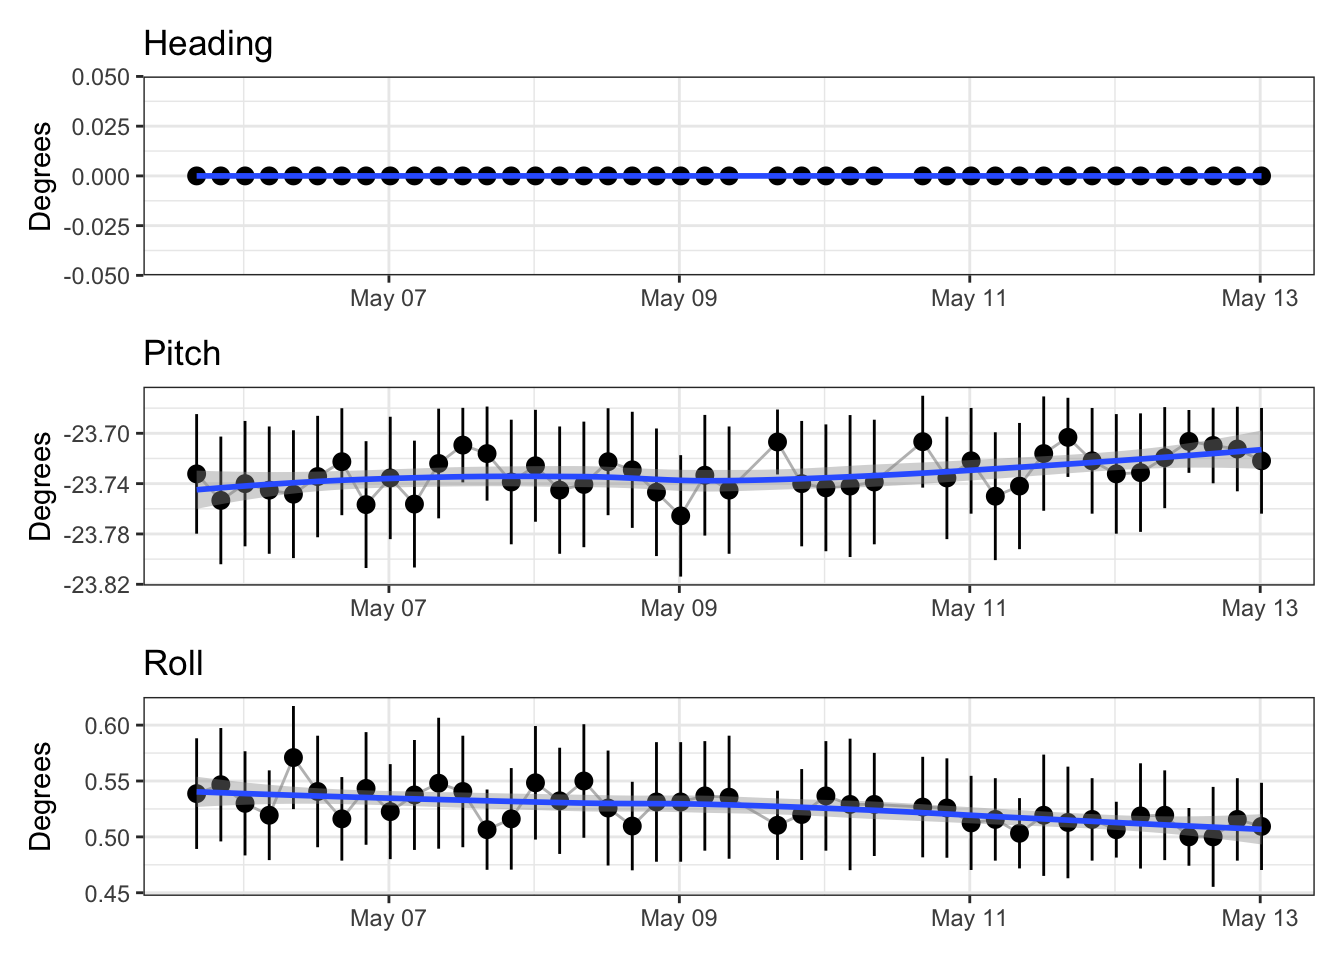 Heading
Degrees
0.050
0.025
0.000
-0.025
-0.050
May 07 May 09 May 11 May 13
Pitch
Degrees
-23.70
-23.74
-23.78
-23.82
May 07 May 09 May 11 May 13
Roll
Degrees
0.60
0.55
0.50
0.45
May 07 May 09 May 11 May 13